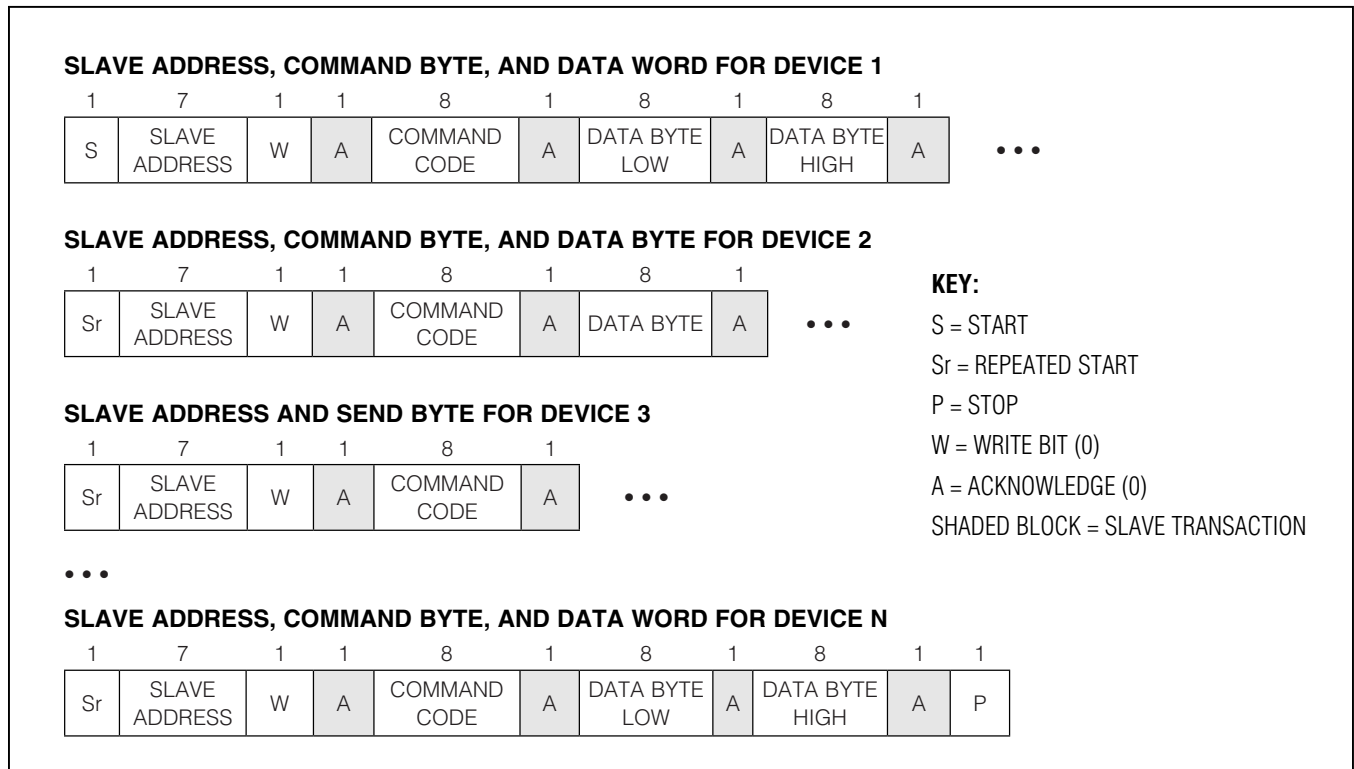 SLAVE ADDRESS, COMMAND BYTE, AND DATA WORD FOR DEVICE 1
1 7 1 1 8 1 8 1 8 1
S SLAVE ADDRESS W A COMMAND CODE A DATA BYTE LOW A DATA BYTE HIGH A •••
SLAVE ADDRESS, COMMAND BYTE, AND DATA BYTE FOR DEVICE 2
1 7 1 1 8 1 8 1
Sr SLAVE ADDRESS W A COMMAND CODE A DATA BYTE A •••
SLAVE ADDRESS AND SEND BYTE FOR DEVICE 3
1 7 1 1 8 1
Sr SLAVE ADDRESS W A COMMAND CODE A •••
•••
SLAVE ADDRESS, COMMAND BYTE, AND DATA WORD FOR DEVICE N
1 7 1 1 8 1 8 1 8 1 1
Sr SLAVE ADDRESS W A COMMAND CODE A DATA BYTE LOW A DATA BYTE HIGH A P
KEY:
S = START
Sr = REPEATED START
P = STOP
W = WRITE BIT (0)
A = ACKNOWLEDGE (0)
SHADED BLOCK = SLAVE TRANSACTION